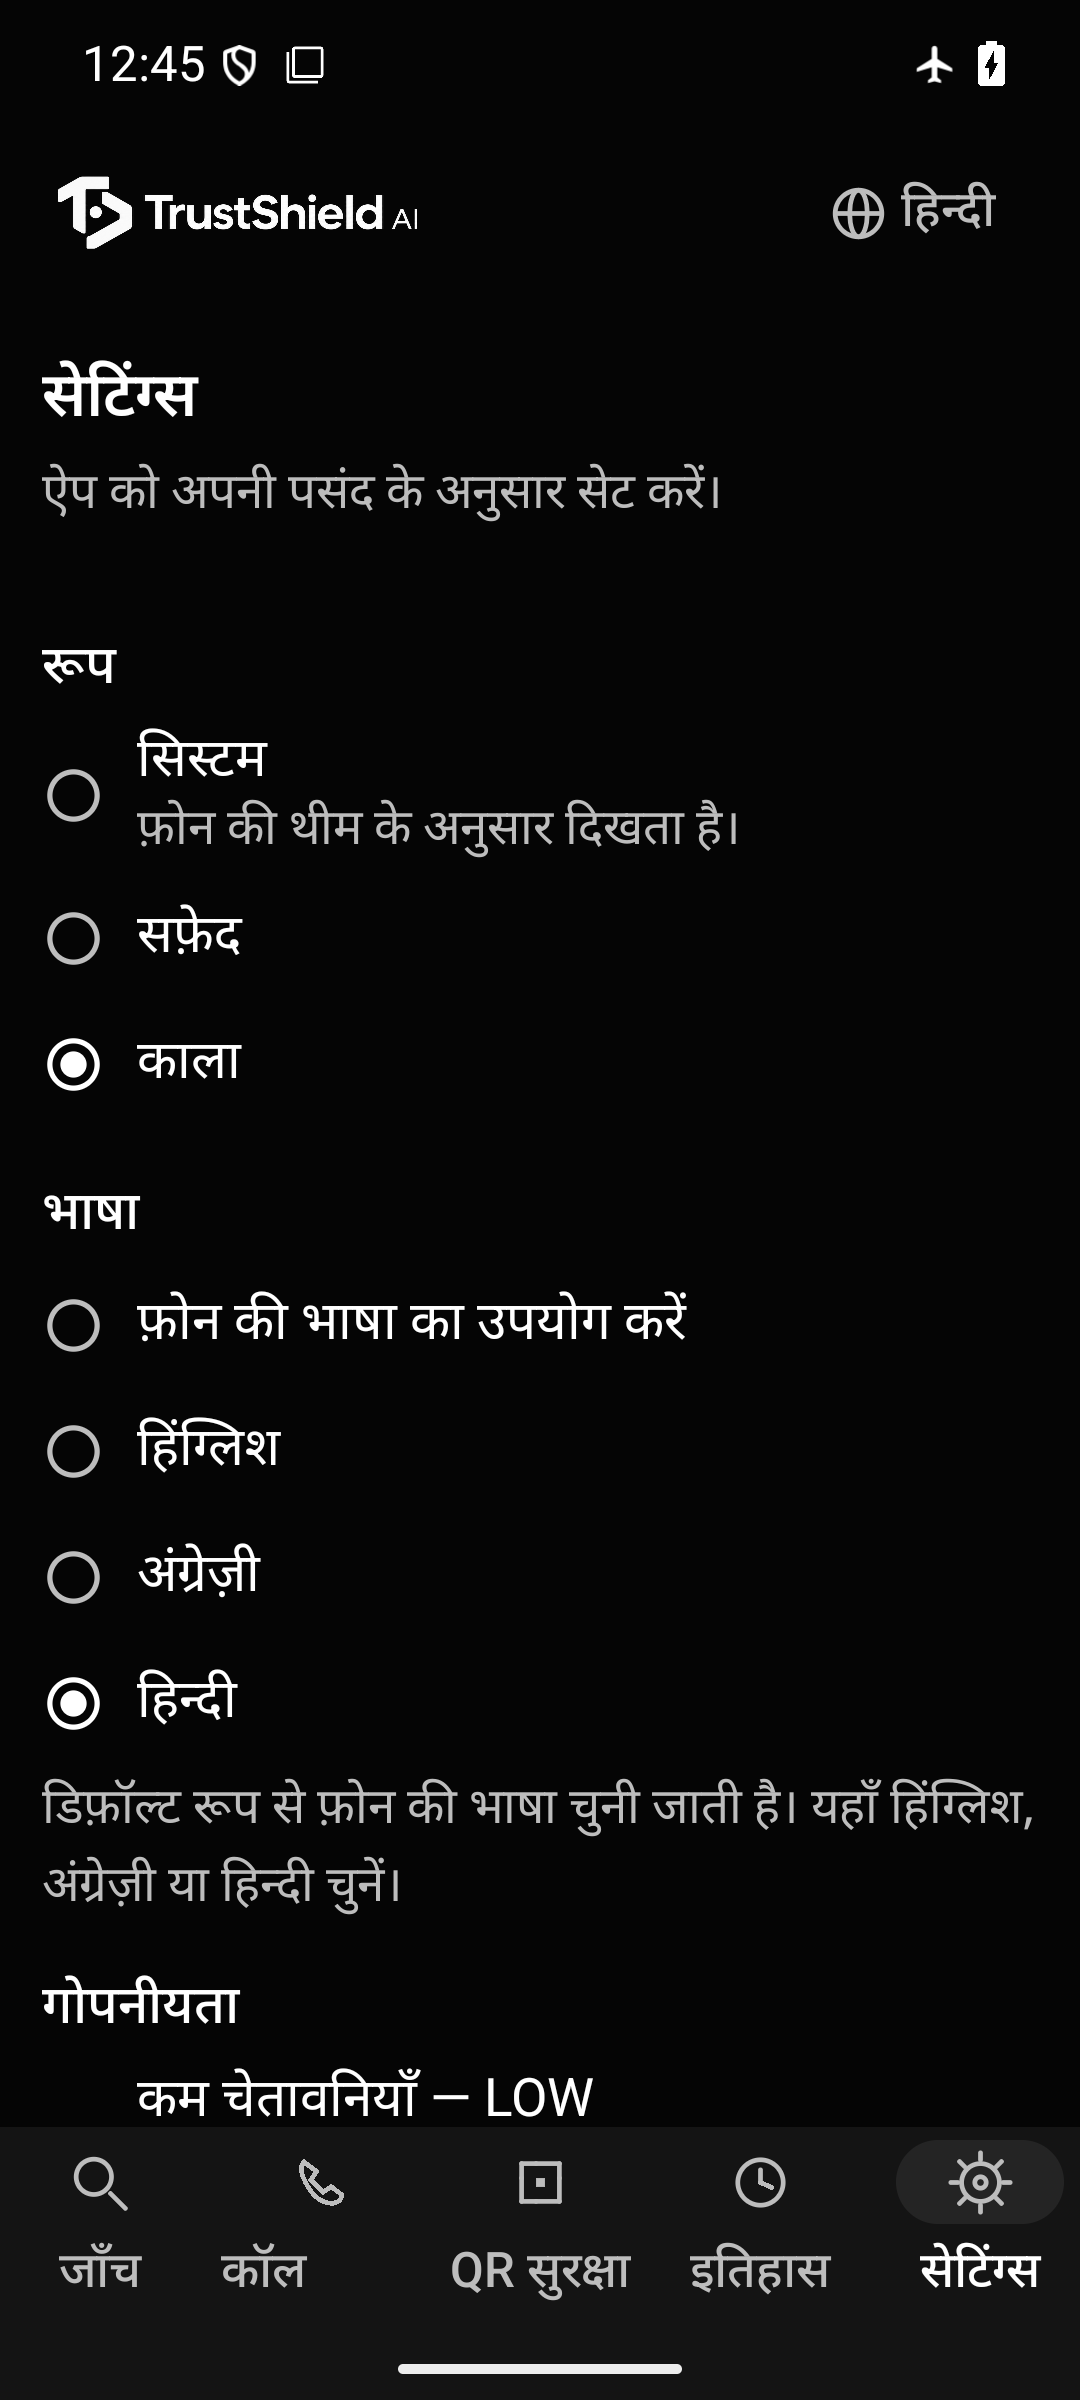 12:45
TrustShield AI
हिन्दी
सेटिंग्स
ऐप को अपनी पसंद के अनुसार सेट करें।
रूप
सिस्टम
फ़ोन की थीम के अनुसार दिखता है।
सफ़ेद
काला
भाषा
फ़ोन की भाषा का उपयोग करें
हिंग्लिश
अंग्रेज़ी
हिन्दी
डिफ़ॉल्ट रूप से फ़ोन की भाषा चुनी जाती है। यहाँ हिंग्लिश,
अंग्रेज़ी या हिन्दी चुनें।
गोपनीयता
कम चेतावनियाँ — LOW
जाँच
कॉल
QR सुरक्षा
इतिहास
सेटिंग्स